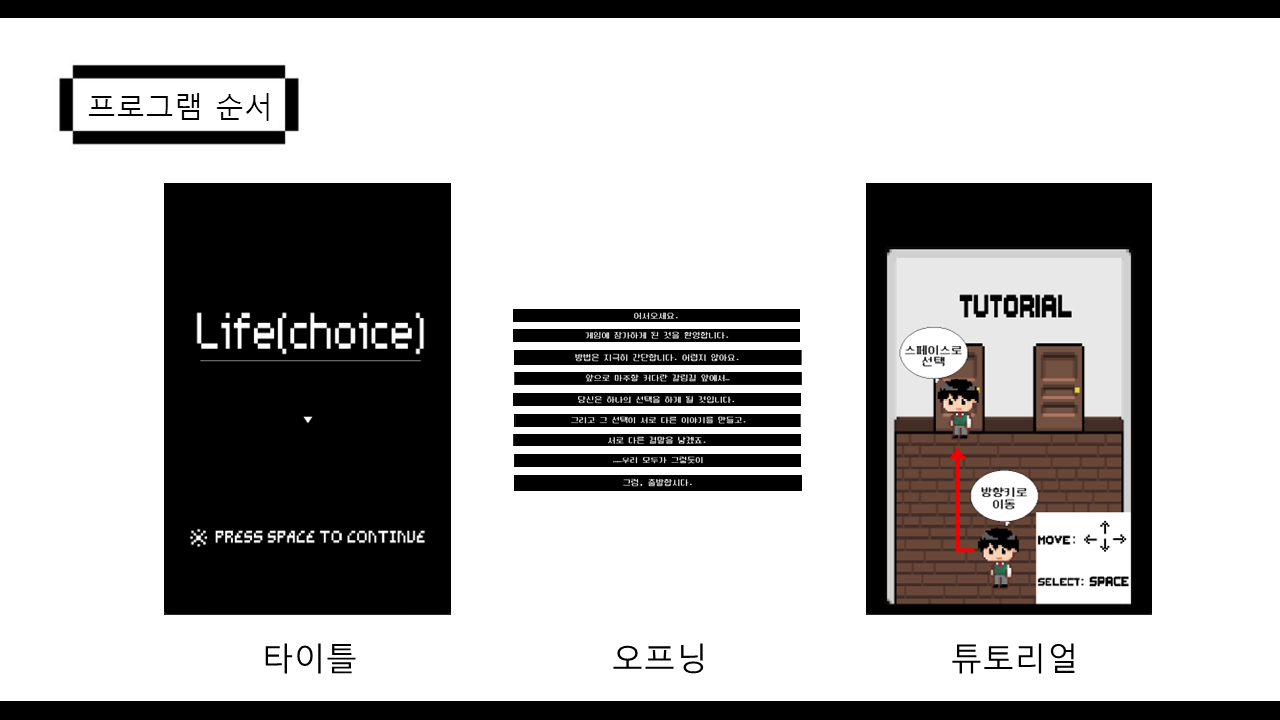 프로그램 순서
Life(choice)
PRESS SPACE TO CONTINUE
어서오세요.
게임에 참가하게 된 것을 환영합니다.
방법은 지극히 간단합니다. 어렵지 않아요.
앞으로 마주할 커다란 갈림길 앞에서…
당신은 하나의 선택을 하게 될 것입니다.
그리고 그 선택이 서로 다른 이야기를 만들고,
서로 다른 결말을 낳겠죠.
……우리 모두가 그렇듯이
그럼, 출발합시다.
TUTORIAL
스페이스로
선택
방향키로
이동
MOVE:
SELECT: SPACE
타이틀
오프닝
튜토리얼